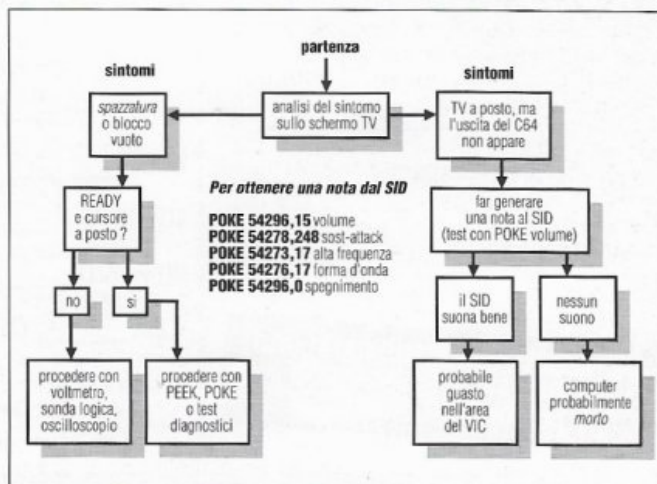 partenza
sintomi
sintomi
spazzatura
o blocco
vuoto
analisi del sintomo
sullo schermo TV
TV a posto, ma
l'uscita del C64
non appare
READY
e cursore
a posto ?
Per ottenere una nota dal SID
POKE 54296,15 volume
POKE 54278,248 sost-attack
POKE 54273,17 alta frequenza
POKE 54276,17 forma d'onda
POKE 54296,0 spegnimento
far generare
una nota al SID
(test con POKE volume)
no
si
il SID
suona bene
nessun
suono
procedere con
voltmetro,
sonda logica,
oscilloscopio
procedere con
PEEK, POKE
o test
diagnostici
probabile
guasto
nell'area
del VIC
computer
probabilmente
morto